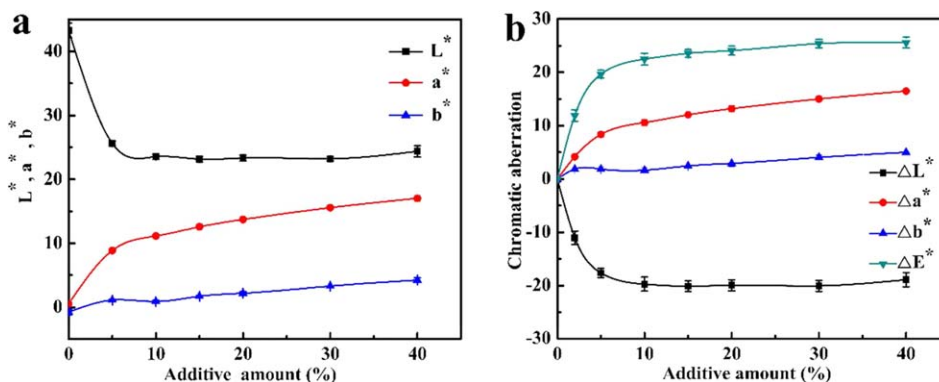 a
L*
a*
b*
40
30
20
10
0
L*, a*, b*
0 10 20 30 40
Additive amount (%)
b
30
20
10
0
-10
-20
-30
Chromatic aberration
△L*
△a*
△b*
△E*
0 10 20 30 40
Additive amount (%)